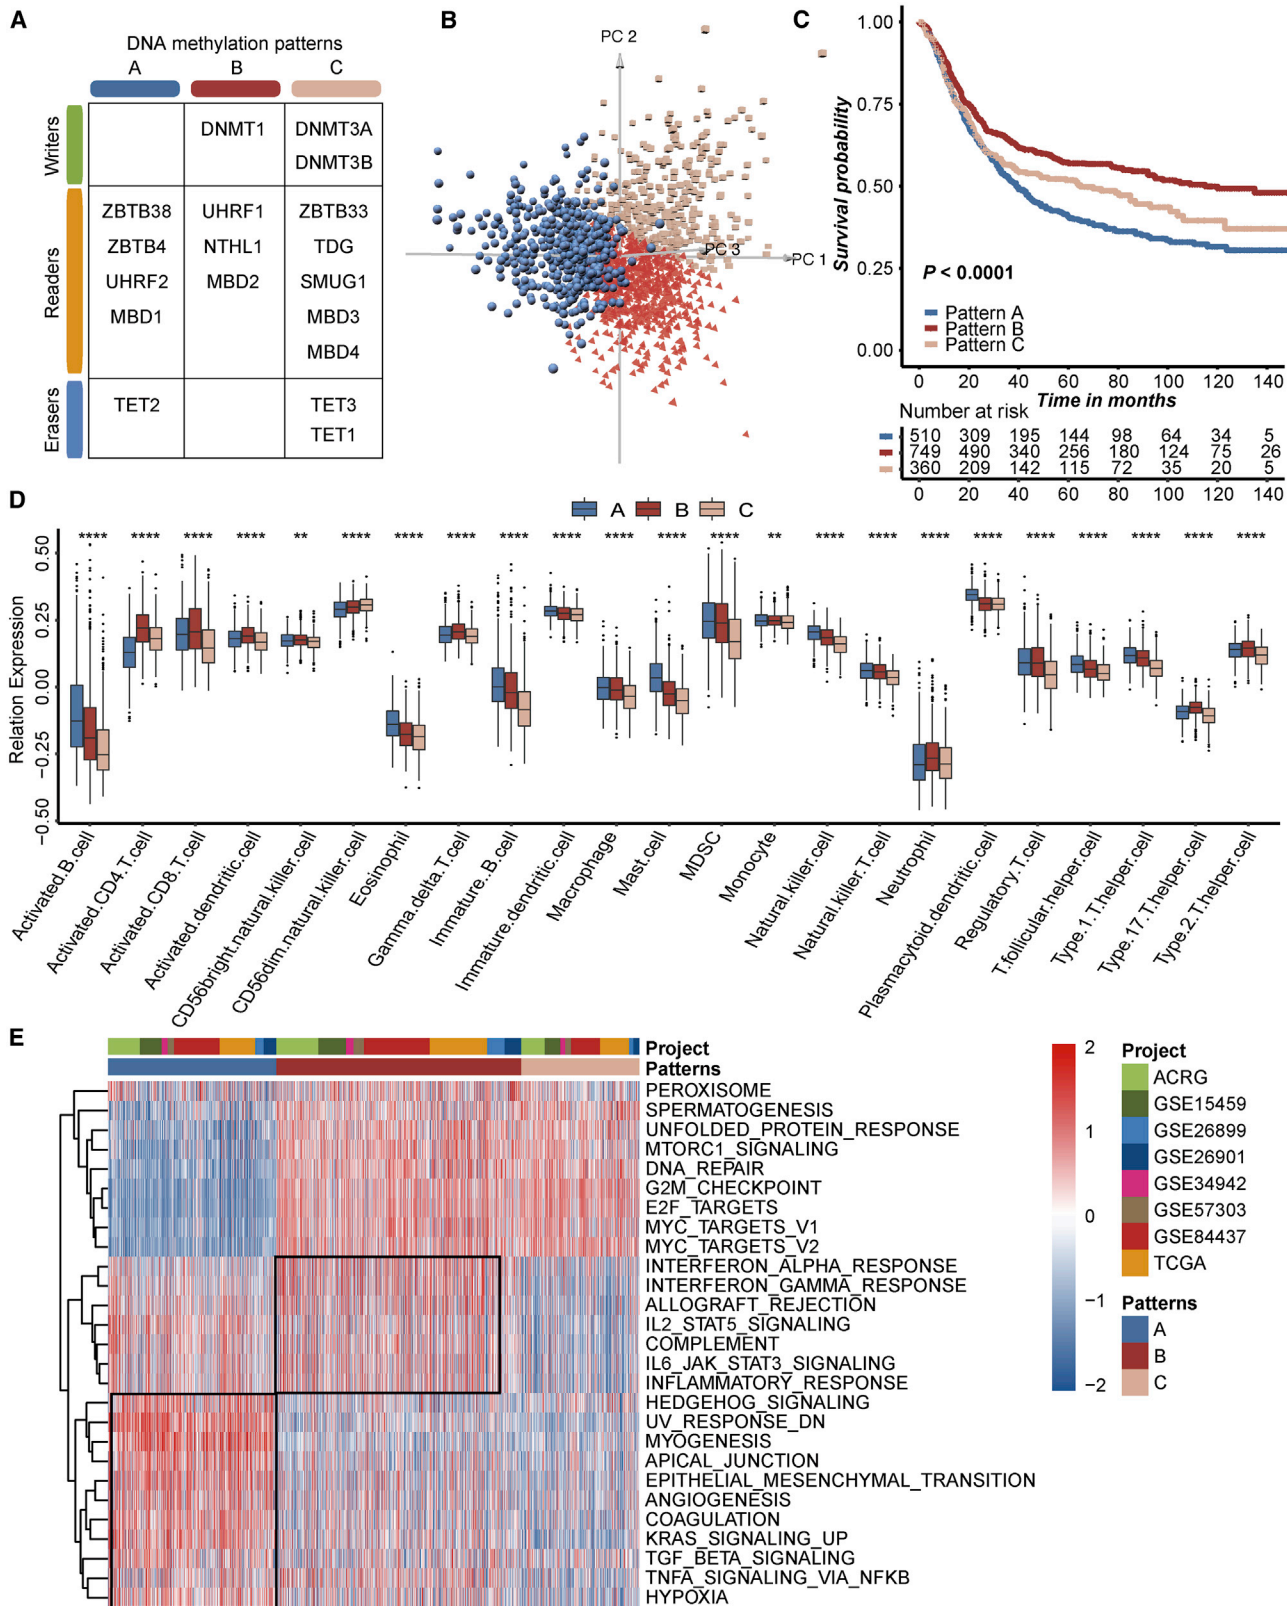 A
DNA methylation patterns
A B C
Writers
DNMT1 DNMT3A
DNMT3B
Readers
ZBTB38 UHRF1 ZBTB33
ZBTB4 NTHL1 TDG
UHRF2 MBD2 SMUG1
MBD1 MBD3
MBD4
Erasers
TET2 TET3
TET1
B
PC 2
PC 3
PC 1
C
Survival probability
1.00
0.75
0.50
0.25
0.00
P < 0.0001
Pattern A
Pattern B
Pattern C
0 20 40 60 80 100 120 140
Time in months
Number at risk
510 309 195 144 98 64 34 5
749 490 340 256 180 124 75 26
360 209 142 115 72 35 20 5
0 20 40 60 80 100 120 140
D
A B C
**** **** **** **** ** **** **** **** **** **** **** **** **** ** **** **** **** **** **** **** **** **** ****
Relation Expression
0.50
0.25
0.00
−0.25
−0.50
Activated.B.cell
Activated.CD4.T.cell
Activated.CD8.T.cell
Activated.dendritic.cell
CD56bright.natural.killer.cell
CD56dim.natural.killer.cell
Eosinophil
Gamma.delta.T.cell
Immature..B.cell
Immature.dendritic.cell
Macrophage
Mast.cell
MDSC
Monocyte
Natural.killer.cell
Natural.killer.T.cell
Neutrophil
Plasmacytoid.dendritic.cell
Regulatory.T.cell
T.follicular.helper.cell
Type.1.T.helper.cell
Type.17.T.helper.cell
Type.2.T.helper.cell
E
Project
Patterns
PEROXISOME
SPERMATOGENESIS
UNFOLDED_PROTEIN_RESPONSE
MTORC1_SIGNALING
DNA_REPAIR
G2M_CHECKPOINT
E2F_TARGETS
MYC_TARGETS_V1
MYC_TARGETS_V2
INTERFERON_ALPHA_RESPONSE
INTERFERON_GAMMA_RESPONSE
ALLOGRAFT_REJECTION
IL2_STAT5_SIGNALING
COMPLEMENT
IL6_JAK_STAT3_SIGNALING
INFLAMMATORY_RESPONSE
HEDGEHOG_SIGNALING
UV_RESPONSE_DN
MYOGENESIS
APICAL_JUNCTION
EPITHELIAL_MESENCHYMAL_TRANSITION
ANGIOGENESIS
COAGULATION
KRAS_SIGNALING_UP
TGF_BETA_SIGNALING
TNFA_SIGNALING_VIA_NFKB
HYPOXIA
2
1
0
−1
−2
Project
ACRG
GSE15459
GSE26899
GSE26901
GSE34942
GSE57303
GSE84437
TCGA
Patterns
A
B
C